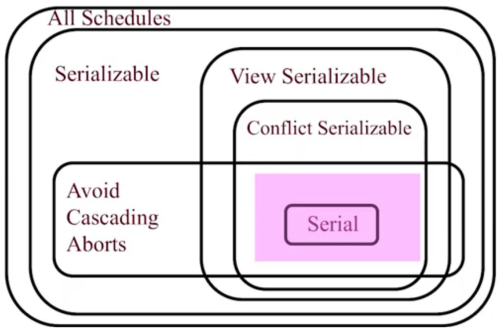 All Schedules
Serializable
View Serializable
Conflict Serializable
Avoid
Cascading
Aborts
Serial